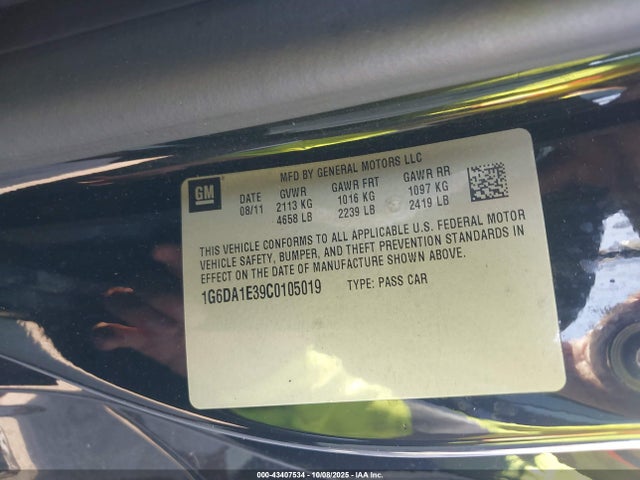 MFD BY GENERAL MOTORS LLC
GM
DATE GVWR GAWR FRT GAWR RR
08/11 2113 KG 1016 KG 1097 KG
4658 LB 2239 LB 2419 LB
THIS VEHICLE CONFORMS TO ALL APPLICABLE U.S. FEDERAL MOTOR
VEHICLE SAFETY, BUMPER, AND THEFT PREVENTION STANDARDS IN
EFFECT ON THE DATE OF MANUFACTURE SHOWN ABOVE.
1G6DA1E39C0105019 TYPE: PASS CAR
000-43407534 - 10/08/2025 - IAA Inc.